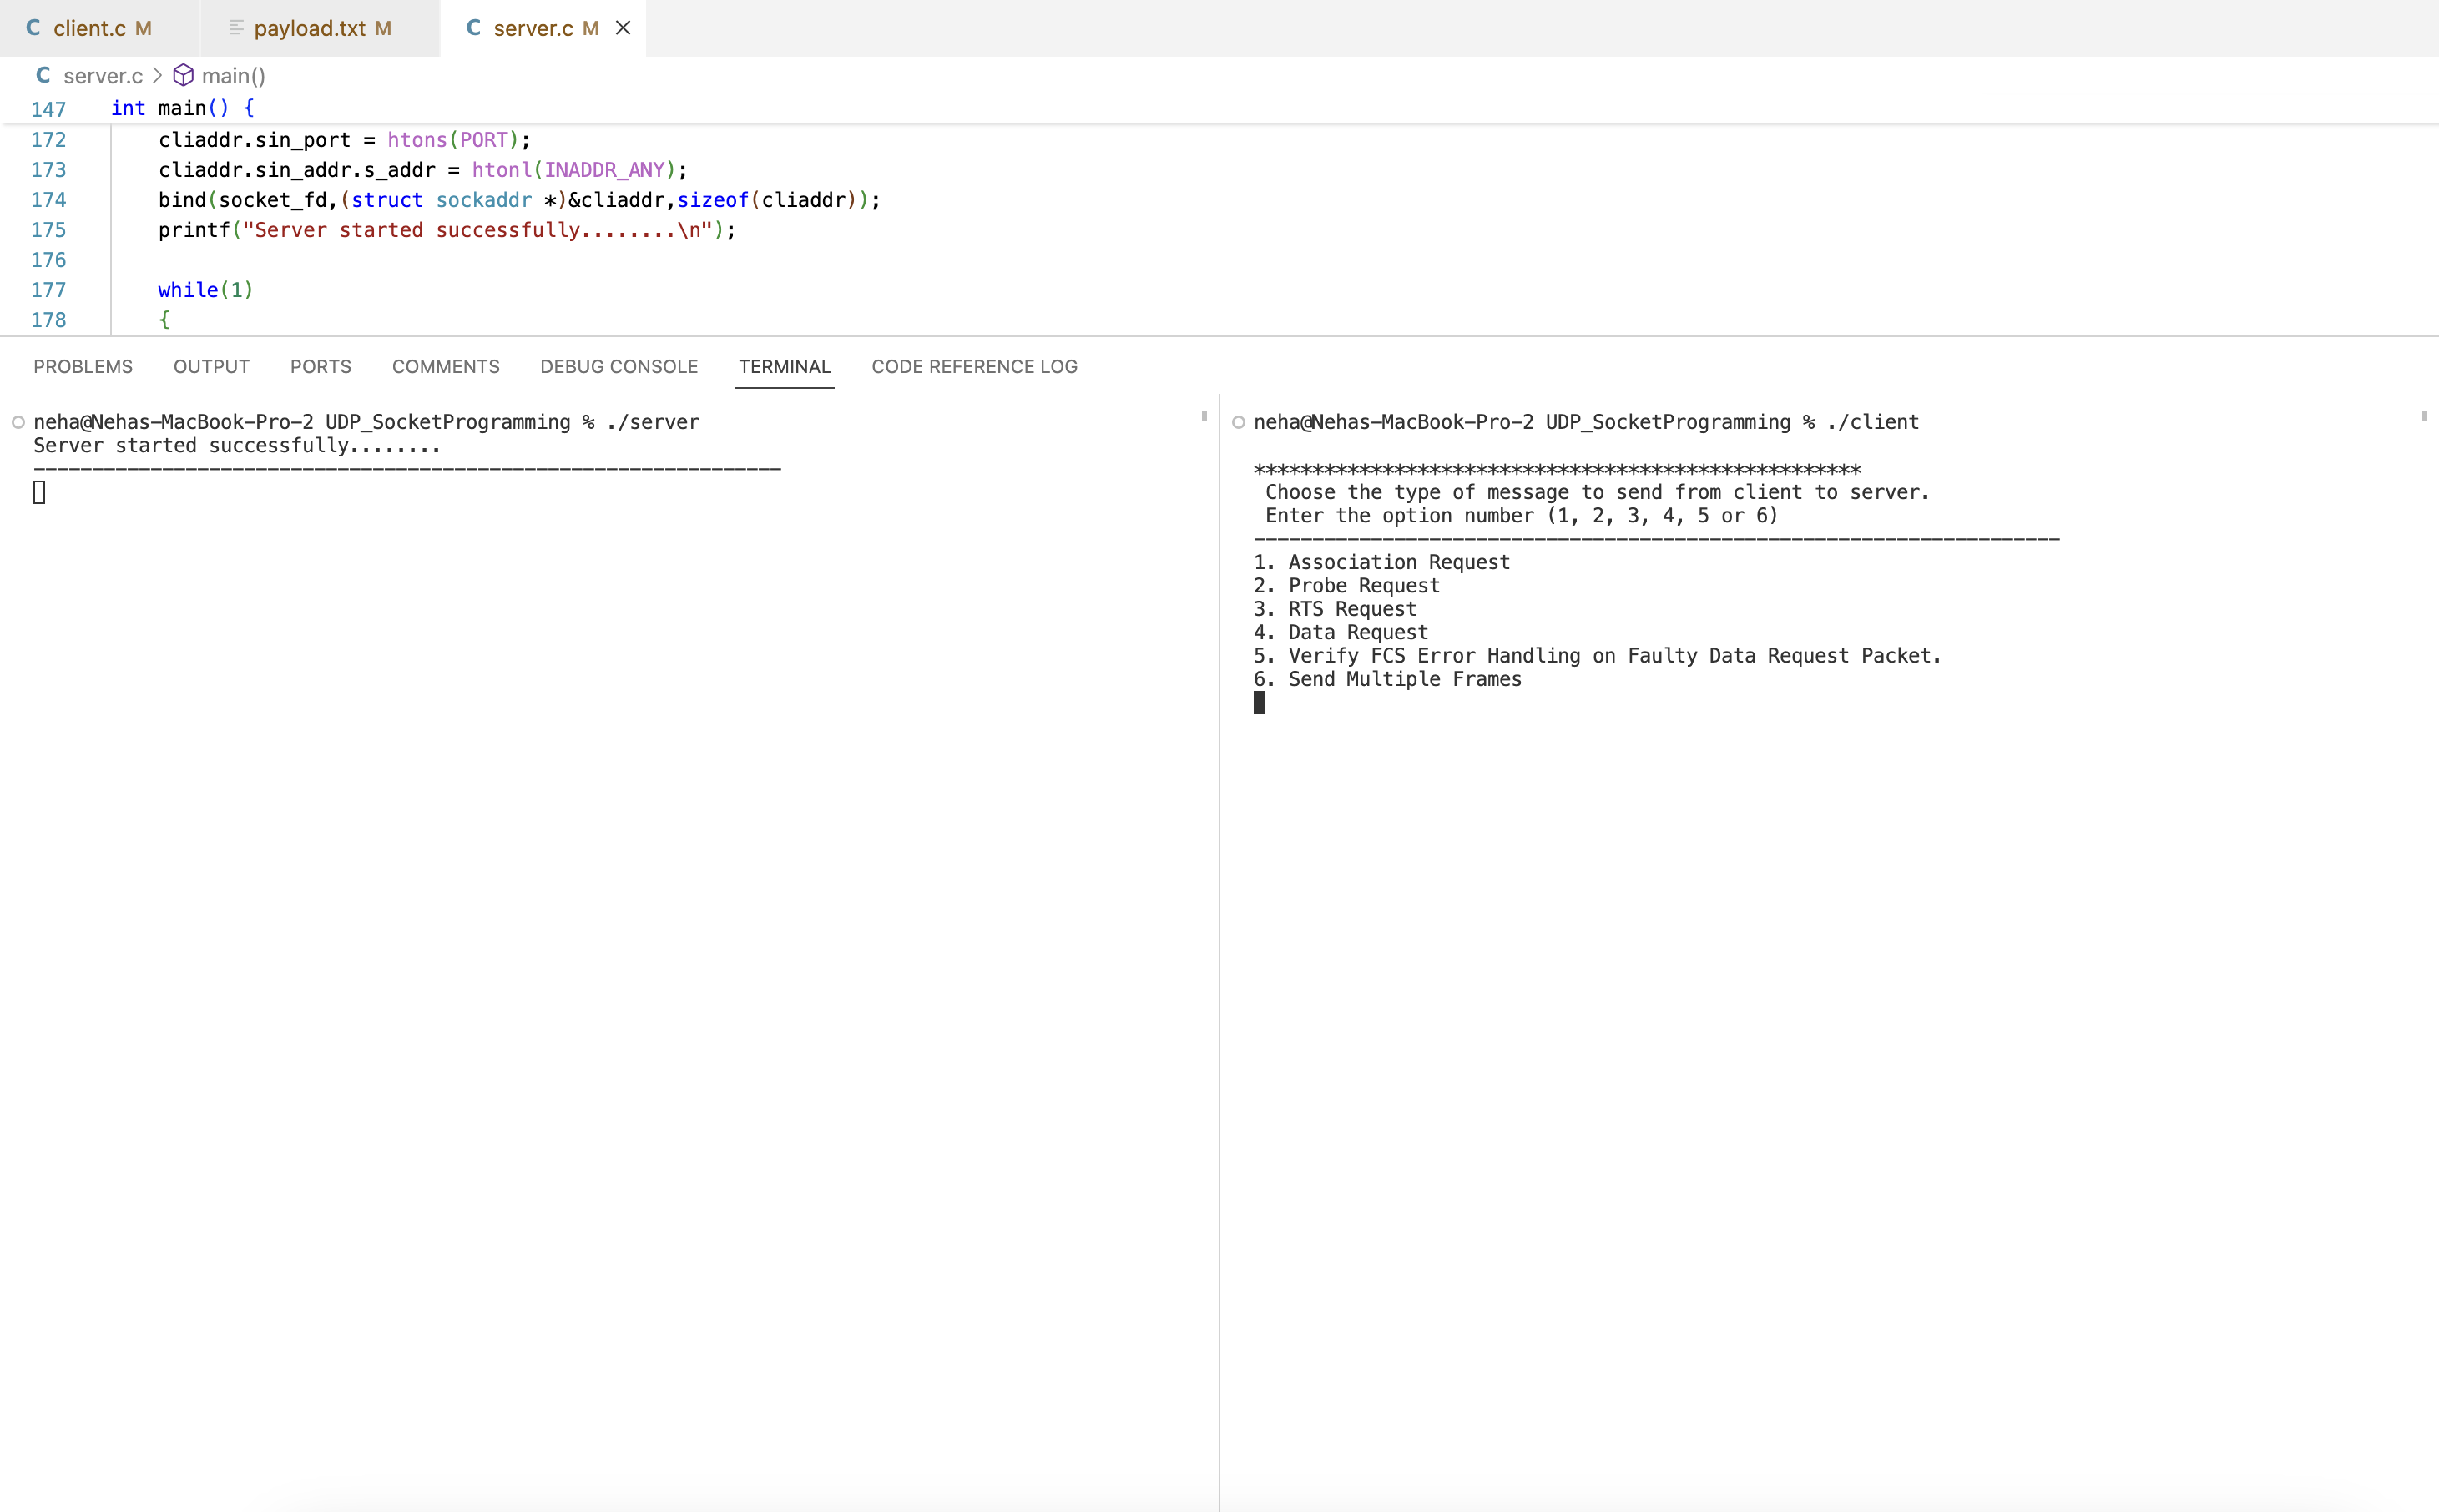 C client.c M payload.txt M C server.c M
C server.c > main()
147 int main() {
172 cliaddr.sin_port = htons(PORT);
173 cliaddr.sin_addr.s_addr = htonl(INADDR_ANY);
174 bind(socket_fd,(struct sockaddr *)&cliaddr,sizeof(cliaddr));
175 printf("Server started successfully........\n");
176
177 while(1)
178 {
PROBLEMS OUTPUT PORTS COMMENTS DEBUG CONSOLE TERMINAL CODE REFERENCE LOG
neha@Nehas-MacBook-Pro-2 UDP_SocketProgramming % ./server
Server started successfully........
----------------------------------------------------------------
neha@Nehas-MacBook-Pro-2 UDP_SocketProgramming % ./client
****************************************************
Choose the type of message to send from client to server.
Enter the option number (1, 2, 3, 4, 5 or 6)
---------------------------------------------------------------------
1. Association Request
2. Probe Request
3. RTS Request
4. Data Request
5. Verify FCS Error Handling on Faulty Data Request Packet.
6. Send Multiple Frames